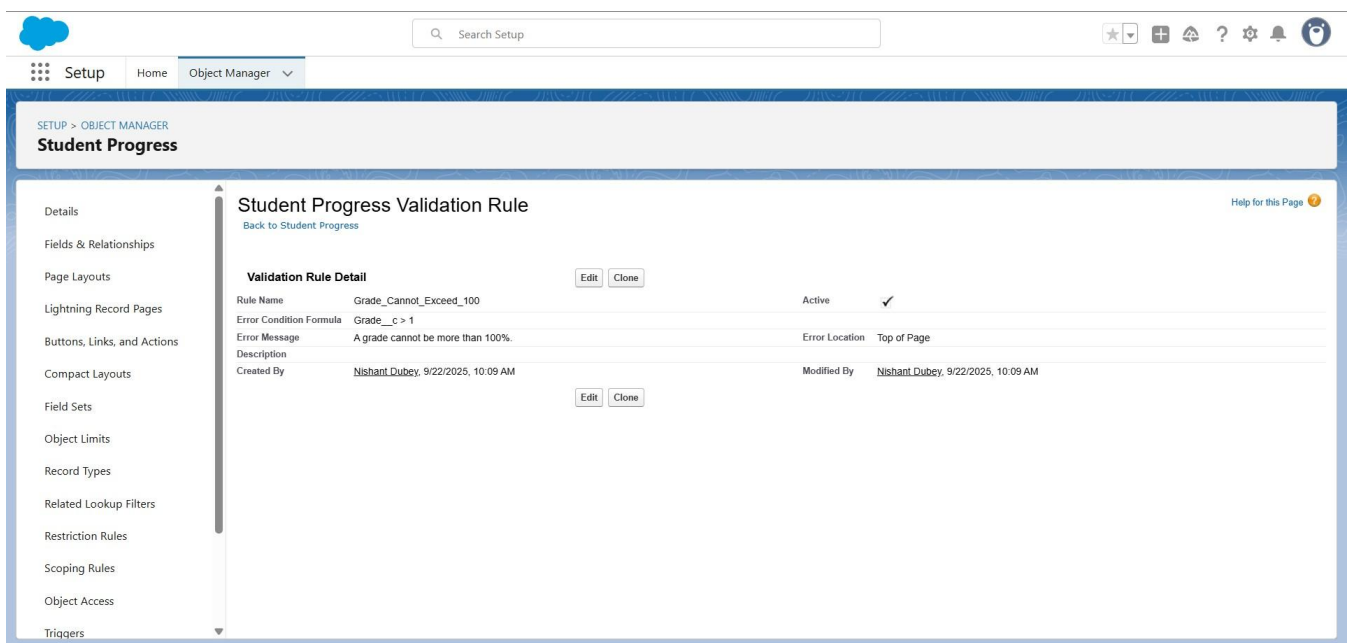 Search Setup
Setup
Home
Object Manager
SETUP > OBJECT MANAGER
Student Progress
Details
Fields & Relationships
Page Layouts
Lightning Record Pages
Buttons, Links, and Actions
Compact Layouts
Field Sets
Object Limits
Record Types
Related Lookup Filters
Restriction Rules
Scoping Rules
Object Access
Triggers
Student Progress Validation Rule
Help for this Page
Back to Student Progress
Validation Rule Detail
Edit Clone
Rule Name Grade_Cannot_Exceed_100 Active
Error Condition Formula Grade__c > 1
Error Message A grade cannot be more than 100%. Error Location Top of Page
Description
Created By Nishant Dubey, 9/22/2025, 10:09 AM Modified By Nishant Dubey, 9/22/2025, 10:09 AM
Edit Clone